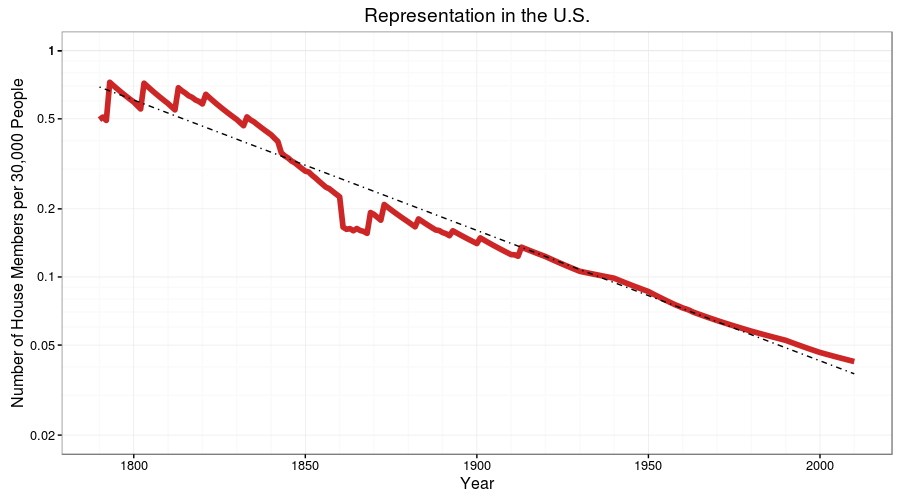 Representation in the U.S.
Number of House Members per 30,000 People
1
0.5
0.2
0.1
0.05
0.02
1800 1850 1900 1950 2000
Year